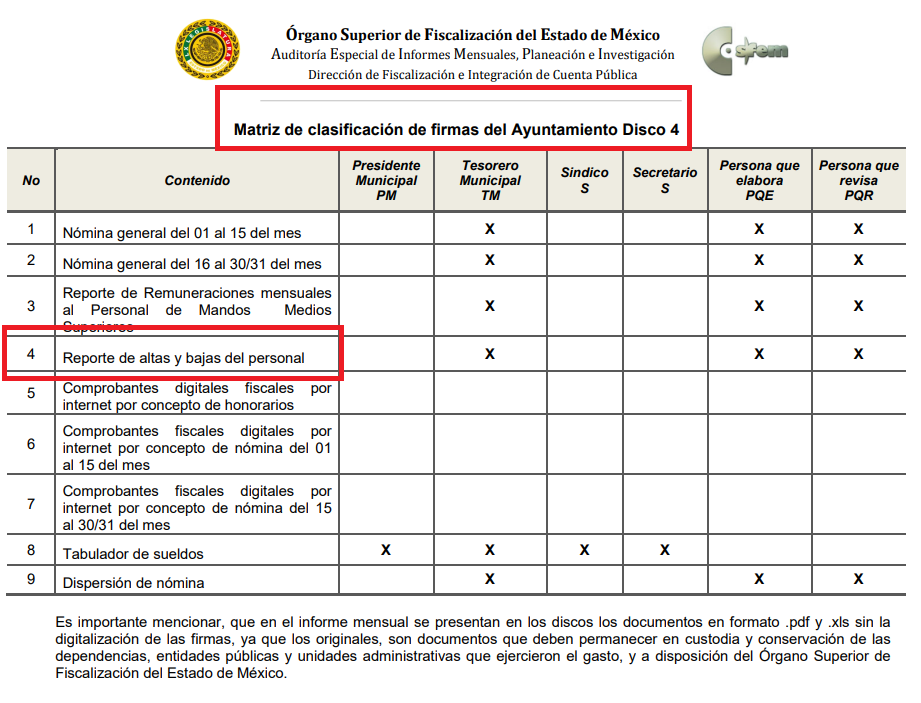 Órgano Superior de Fiscalización del Estado de México
Auditoría Especial de Informes Mensuales, Planeación e Investigación
Dirección de Fiscalización e Integración de Cuenta Pública
osfem
Matriz de clasificación de firmas del Ayuntamiento Disco 4
No Contenido Presidente Municipal PM Tesorero Municipal TM Sindico S Secretario S Persona que elabora PQE Persona que revisa PQR
1 Nómina general del 01 al 15 del mes X X X
2 Nómina general del 16 al 30/31 del mes X X X
3 Reporte de Remuneraciones mensuales al Personal de Mandos Medios Superiores X X X
4 Reporte de altas y bajas del personal X X X
5 Comprobantes digitales fiscales por internet por concepto de honorarios
6 Comprobantes fiscales digitales por internet por concepto de nómina del 01 al 15 del mes
7 Comprobantes fiscales digitales por internet por concepto de nómina del 15 al 30/31 del mes
8 Tabulador de sueldos X X X X
9 Dispersión de nómina X X X
Es importante mencionar, que en el informe mensual se presentan en los discos los documentos en formato .pdf y .xls sin la
digitalización de las firmas, ya que los originales, son documentos que deben permanecer en custodia y conservación de las
dependencias, entidades públicas y unidades administrativas que ejercieron el gasto, y a disposición del Órgano Superior de
Fiscalización del Estado de México.